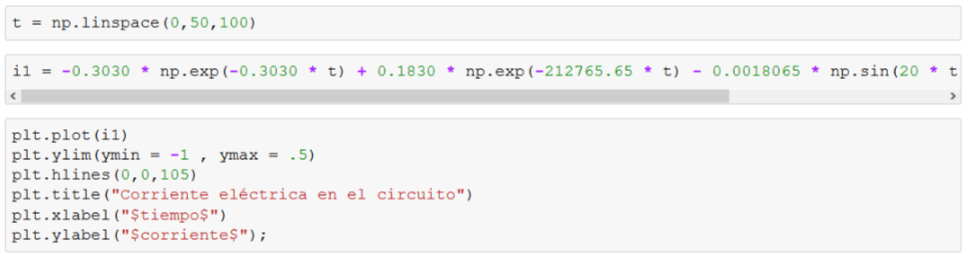 t = np.linspace(0,50,100)
i1 = -0.3030 * np.exp(-0.3030 * t) + 0.1830 * np.exp(-212765.65 * t) - 0.0018065 * np.sin(20 * t
plt.plot(i1)
plt.ylim(ymin = -1 , ymax = .5)
plt.hlines(0,0,105)
plt.title("Corriente eléctrica en el circuito")
plt.xlabel("$tiempo$")
plt.ylabel("$corriente$");